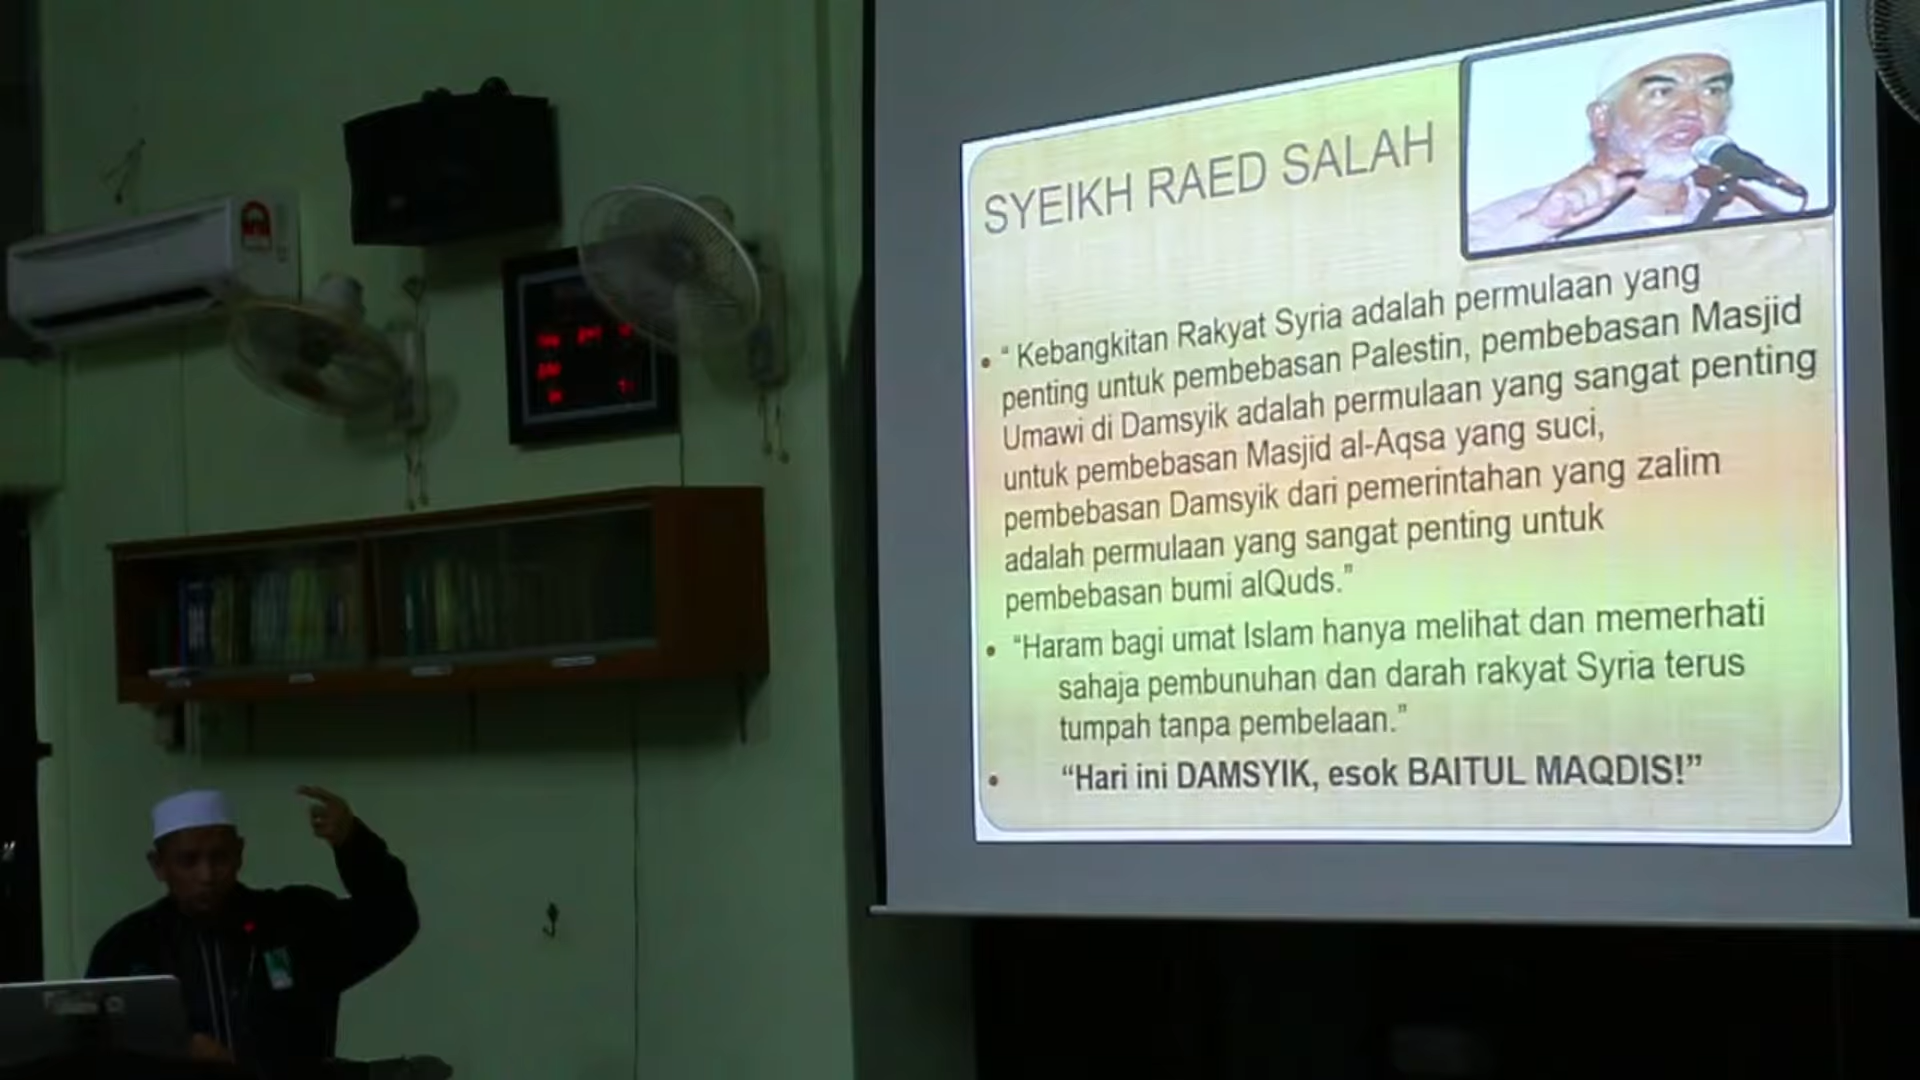 SYEIKH RAED SALAH
• “ Kebangkitan Rakyat Syria adalah permulaan yang
penting untuk pembebasan Palestin, pembebasan Masjid
Umawi di Damsyik adalah permulaan yang sangat penting
untuk pembebasan Masjid al-Aqsa yang suci,
pembebasan Damsyik dari pemerintahan yang zalim
adalah permulaan yang sangat penting untuk
pembebasan bumi alQuds.”
• “Haram bagi umat Islam hanya melihat dan memerhati
sahaja pembunuhan dan darah rakyat Syria terus
tumpah tanpa pembelaan.”
• “Hari ini DAMSYIK, esok BAITUL MAQDIS!”